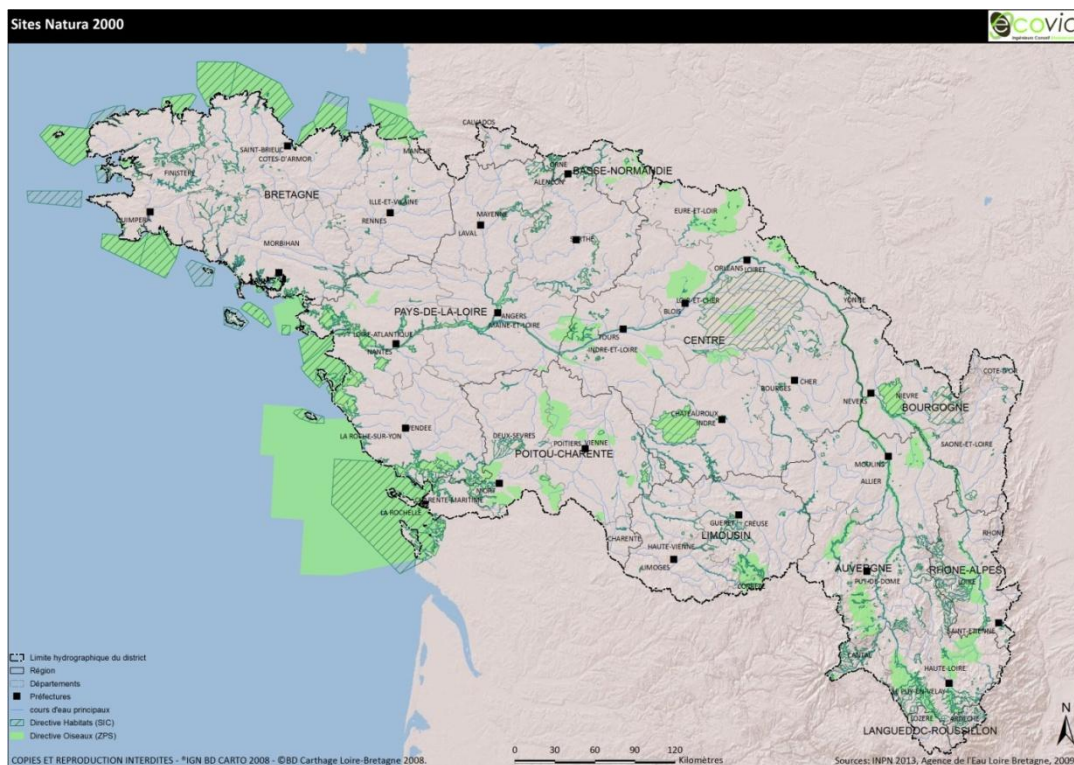 Sites Natura 2000
ecovia
CALVADOS
MANCHE
SAINT-BRIEUC
COTES-D'ARMOR
ORNE
ALENCON
BASSE-NORMANDIE
FINISTERE
BRETAGNE
ILLE-ET-VILAINE
RENNES
MAYENNE
LAVAL
EURE-ET-LOIR
QUIMPER
SARTHE
MORBIHAN
ORLEANS
LOIRET
YONNE
LOIR-ET-CHER
BLOIS
PAYS-DE-LA-LOIRE
ANGERS
MAINE-ET-LOIRE
LOIRE-ATLANTIQUE
NANTES
TOURS
INDRE-ET-LOIRE
CENTRE
COTE-D'OR
BOURGES
CHER
NEVERS
NIEVRE
BOURGOGNE
CHATEAUROUX
INDRE
LA ROCHE-SUR-YON
VENDEE
DEUX-SEVRES
POITIERS
VIENNE
POITOU-CHARENTE
SAONE-ET-LOIRE
MOULINS
ALLIER
NIORT
CHARENTE-MARITIME
LA ROCHELLE
GUERET
CREUSE
LIMOUSIN
CHARENTE
HAUTE-VIENNE
LIMOGES
CORREZE
RHONE
AUVERGNE
PUY-DE-DOME
RHONE-ALPES
LOIRE
SAINT-ETIENNE
CANTAL
HAUTE-LOIRE
LE PUY-EN-VELAY
LOZERE
ARDECHE
LANGUEDOC-ROUSSILLON
Limite hydrographique du district
Région
Départements
Préfectures
cours d'eau principaux
Directive Habitats (SIC)
Directive Oiseaux (ZPS)
0 30 60 90 120
Kilomètres
N
COPIES ET REPRODUCTION INTERDITES - ®IGN BD CARTO 2008 - ©BD Carthage Loire-Bretagne 2008.
Sources: INPN 2013, Agence de l'Eau Loire Bretagne, 2009